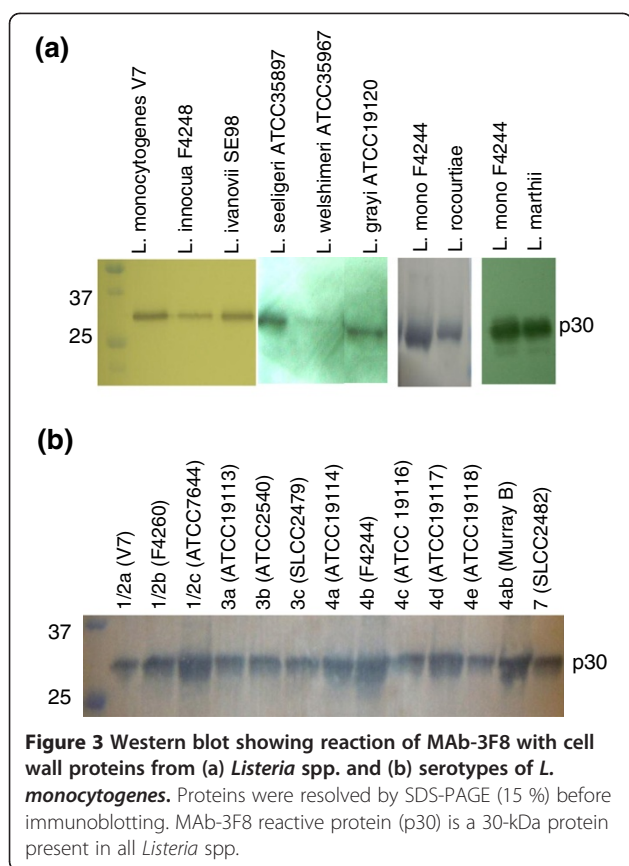 (a)
L. monocytogenes V7
L. innocua F4248
L. ivanovii SE98
L. seeligeri ATCC35897
L. welshimeri ATCC35967
L. grayi ATCC19120
L. mono F4244
L. rocourtiae
L. mono F4244
L. marthii
37
25
p30
(b)
1/2a (V7)
1/2b (F4260)
1/2c (ATCC7644)
3a (ATCC19113)
3b (ATCC2540)
3c (SLCC2479)
4a (ATCC19114)
4b (F4244)
4c (ATCC 19116)
4d (ATCC19117)
4e (ATCC19118)
4ab (Murray B)
7 (SLCC2482)
37
25
p30
Figure 3 Western blot showing reaction of MAb-3F8 with cell
wall proteins from (a) Listeria spp. and (b) serotypes of L.
monocytogenes. Proteins were resolved by SDS-PAGE (15 %) before
immunoblotting. MAb-3F8 reactive protein (p30) is a 30-kDa protein
present in all Listeria spp.